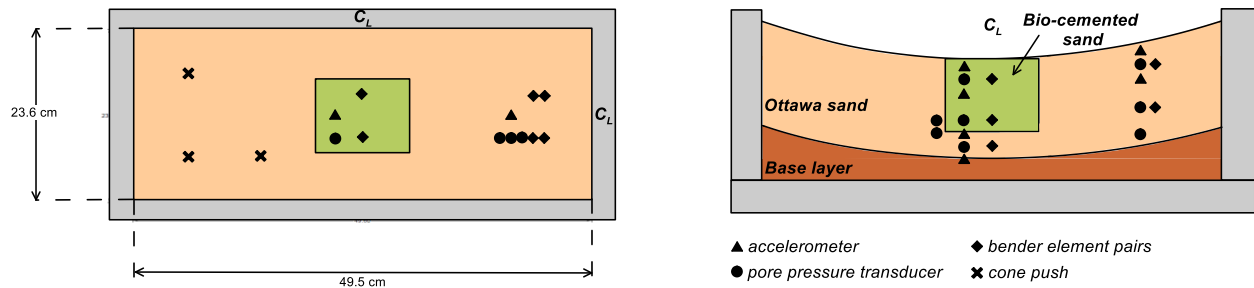 C_L
23.6 cm
C_L
49.5 cm
C_L
Bio-cemented
sand
Ottawa sand
Base layer
accelerometer
bender element pairs
pore pressure transducer
cone push